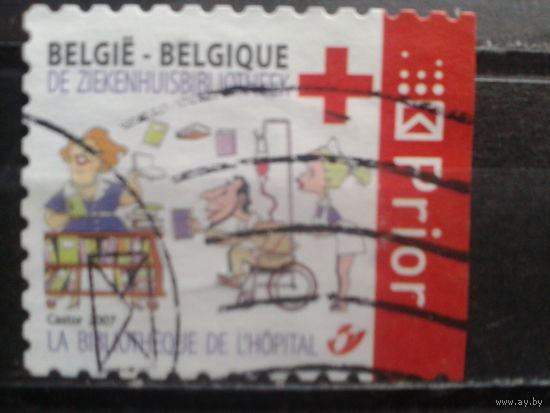 BELGIË - BELGIQUE
DE ZIEKENHUISBIBLIOTHEEK
Prior
Castor 2007
LA BIBLIOTHÈQUE DE L'HÔPITAL
www.ay.by